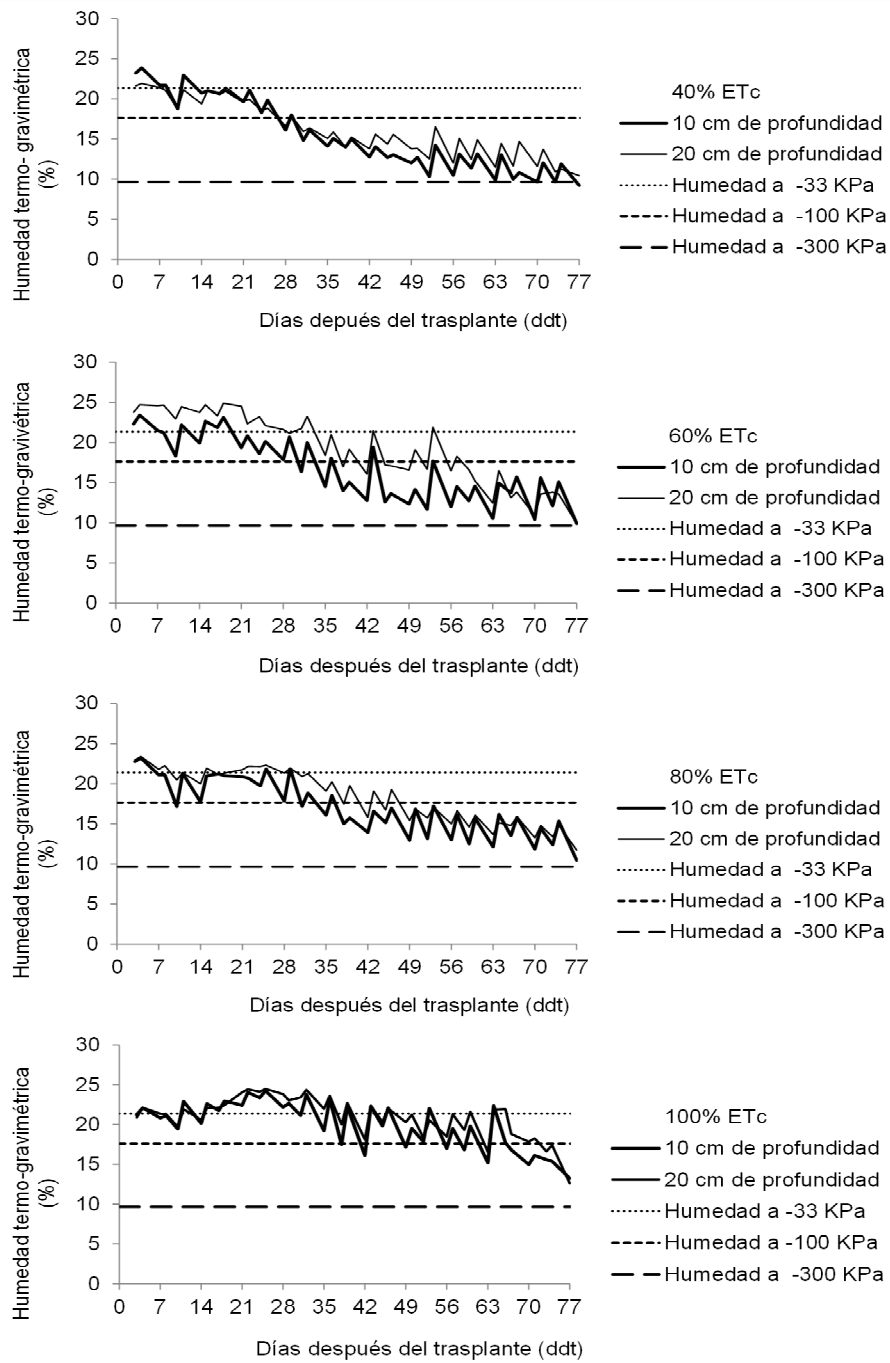 30
25
20
15
10
5
0
Humedad termo- gravimétrica
(%)
0 7 14 21 28 35 42 49 56 63 70 77
Días depués del trasplante (ddt)
40% ETc
10 cm de profundidad
20 cm de profundidad
Humedad a -33 KPa
Humedad a -100 KPa
Humedad a -300 KPa
30
25
20
15
10
5
0
Humedad termo-gravivétrica
(%)
0 7 14 21 28 35 42 49 56 63 70 77
Días después del trasplante (ddt)
60% ETc
10 cm de profundidad
20 cm de profundidad
Humedad a -33 KPa
Humedad a -100 KPa
Humedad a -300 KPa
30
25
20
15
10
5
0
Humedad termo-gravimétrica
(%)
0 7 14 21 28 35 42 49 56 63 70 77
Días después del trasplante (ddt)
80% ETc
10 cm de profundidad
20 cm de profundidad
Humedad a -33 KPa
Humedad a -100 KPa
Humedad a -300 KPa
30
25
20
15
10
5
0
Humedad termo-gravimétrica
(%)
0 7 14 21 28 35 42 49 56 63 70 77
Días después del trasplante (ddt)
100% ETc
10 cm de profundidad
20 cm de profundidad
Humedad a -33 KPa
Humedad a -100 KPa
Humedad a -300 KPa